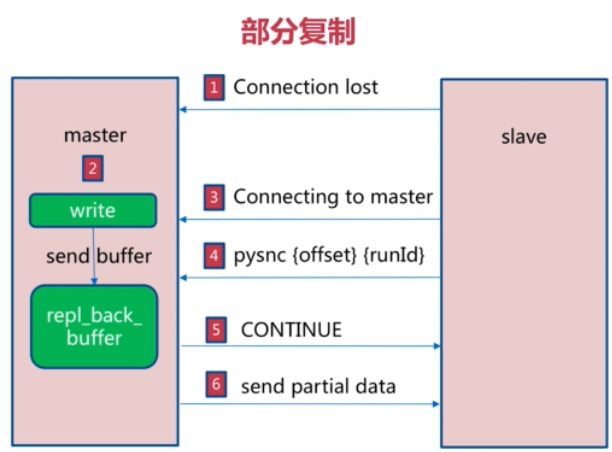 部分复制
1 Connection lost
master
slave
2
write
3 Connecting to master
send buffer
4 pysnc {offset} {runId}
repl_back_
buffer
5 CONTINUE
6 send partial data